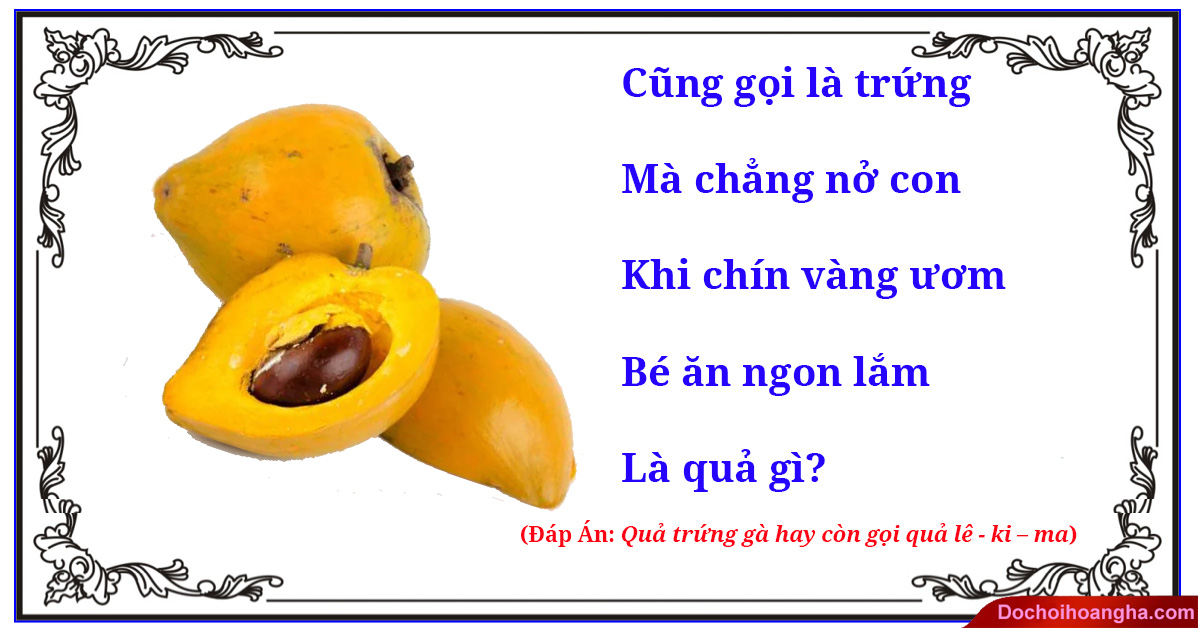 Cũng gọi là trứng
Mà chẳng nở con
Khi chín vàng ươm
Bé ăn ngon lắm
Là quả gì?
(Đáp Án: Quả trứng gà hay còn gọi quả lê - ki – ma)
Dochoihoangha.com